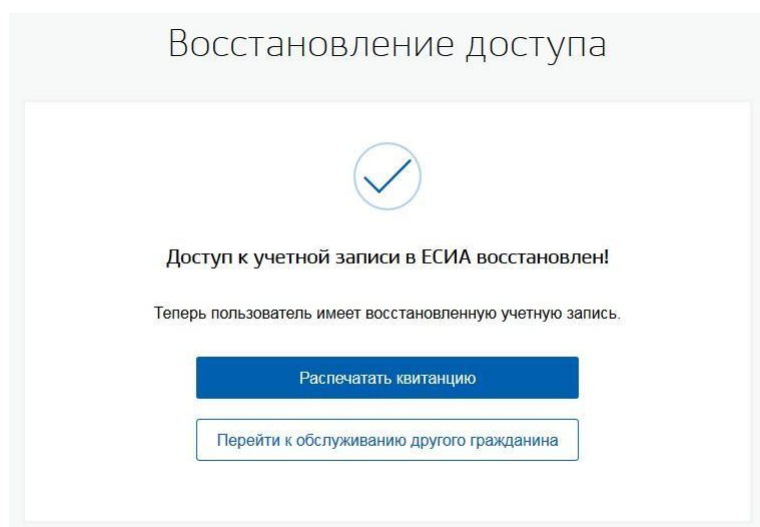 Восстановление доступа
Доступ к учетной записи в ЕСИА восстановлен!
Теперь пользователь имеет восстановленную учетную запись.
Распечатать квитанцию
Перейти к обслуживанию другого гражданина